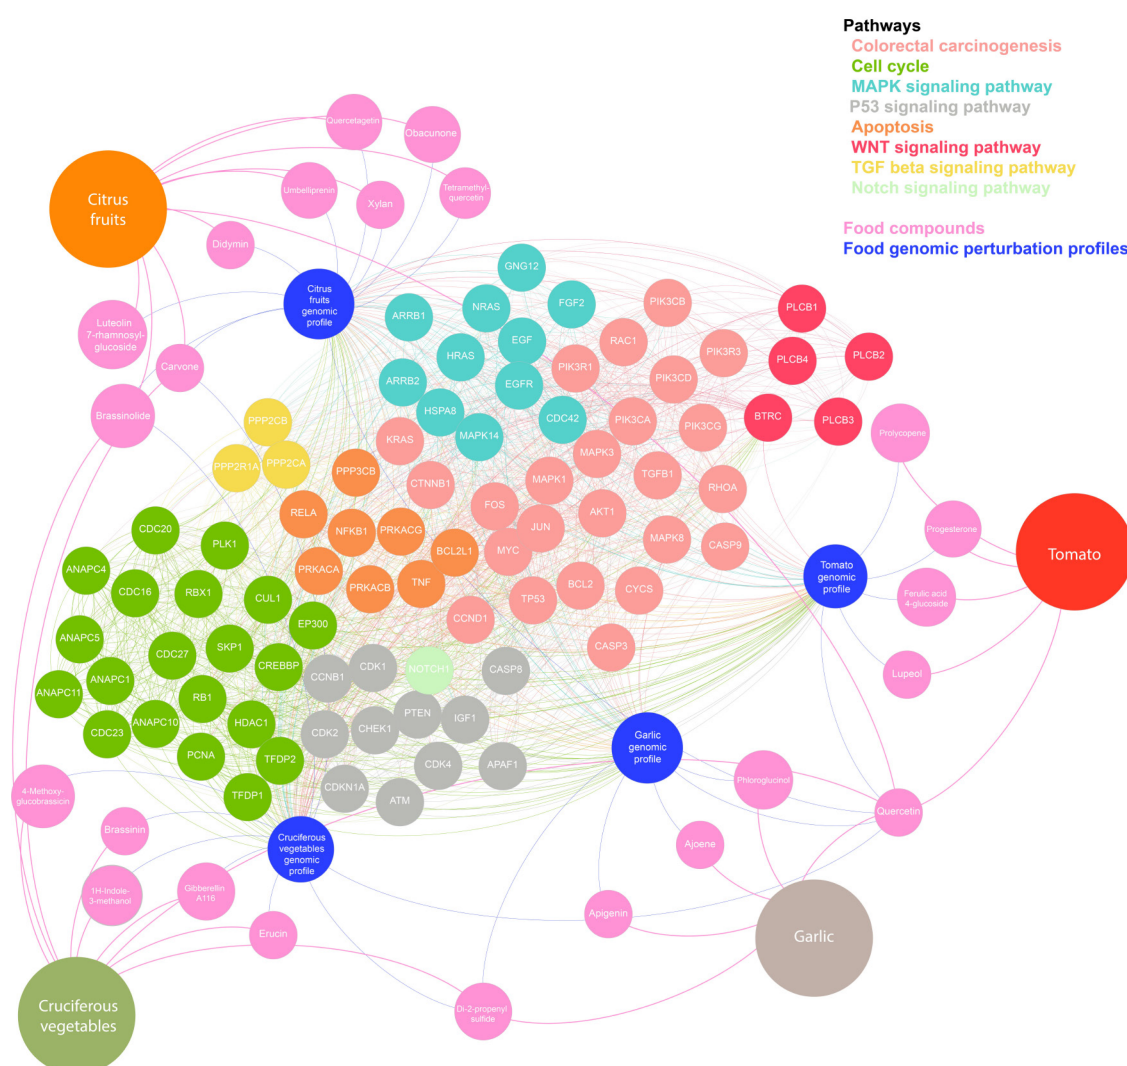 Pathways
Colorectal carcinogenesis
Cell cycle
MAPK signaling pathway
P53 signaling pathway
Apoptosis
WNT signaling pathway
TGF beta signaling pathway
Notch signaling pathway
Food compounds
Food genomic perturbation profiles
Quercetagetin
Obacunone
Citrus
fruits
Umbelliprenin
Xylan
Tetramethyl-
quercetin
Didymin
Citrus
fruits
genomic
profile
Luteolin
7-rhamnosyl-
glucoside
Carvone
Brassinolide
GNG12
NRAS
FGF2
ARRB1
EGF
HRAS
ARRB2
EGFR
HSPA8
MAPK14
CDC42
PIK3CB
RAC1
PIK3R1
PIK3R3
PIK3CD
PIK3CA
PIK3CG
KRAS
MAPK3
CTNNB1
MAPK1
TGFB1
RHOA
FOS
JUN
AKT1
MYC
MAPK8
CASP9
TP53
BCL2
CYCS
CCND1
CASP3
PLCB1
PLCB4
PLCB2
BTRC
PLCB3
Prolycopene
Progesterone
Tomato
Tomato
genomic
profile
Ferulic acid
4-glucoside
Lupeol
PPP2CB
PPP2R1A
PPP2CA
PPP3CB
RELA
NFKB1
PRKACG
BCL2L1
PRKACA
PRKACB
TNF
CDC20
PLK1
ANAPC4
CDC16
RBX1
CUL1
EP300
ANAPC5
CDC27
SKP1
CREBBP
ANAPC1
ANAPC11
RB1
CDC23
ANAPC10
HDAC1
PCNA
TFDP2
TFDP1
CCNB1
CDK1
NOTCH1
CASP8
PTEN
IGF1
CDK2
CHEK1
CDK4
APAF1
CDKN1A
ATM
Garlic
genomic
profile
Phloroglucinol
Quercetin
Ajoene
Apigenin
Garlic
4-Methoxy-
glucobrassicin
Brassinin
Cruciferous
vegetables
genomic
profile
1H-Indole-
3-methanol
Gibberellin
A116
Erucin
Di-2-propenyl
sulfide
Cruciferous
vegetables